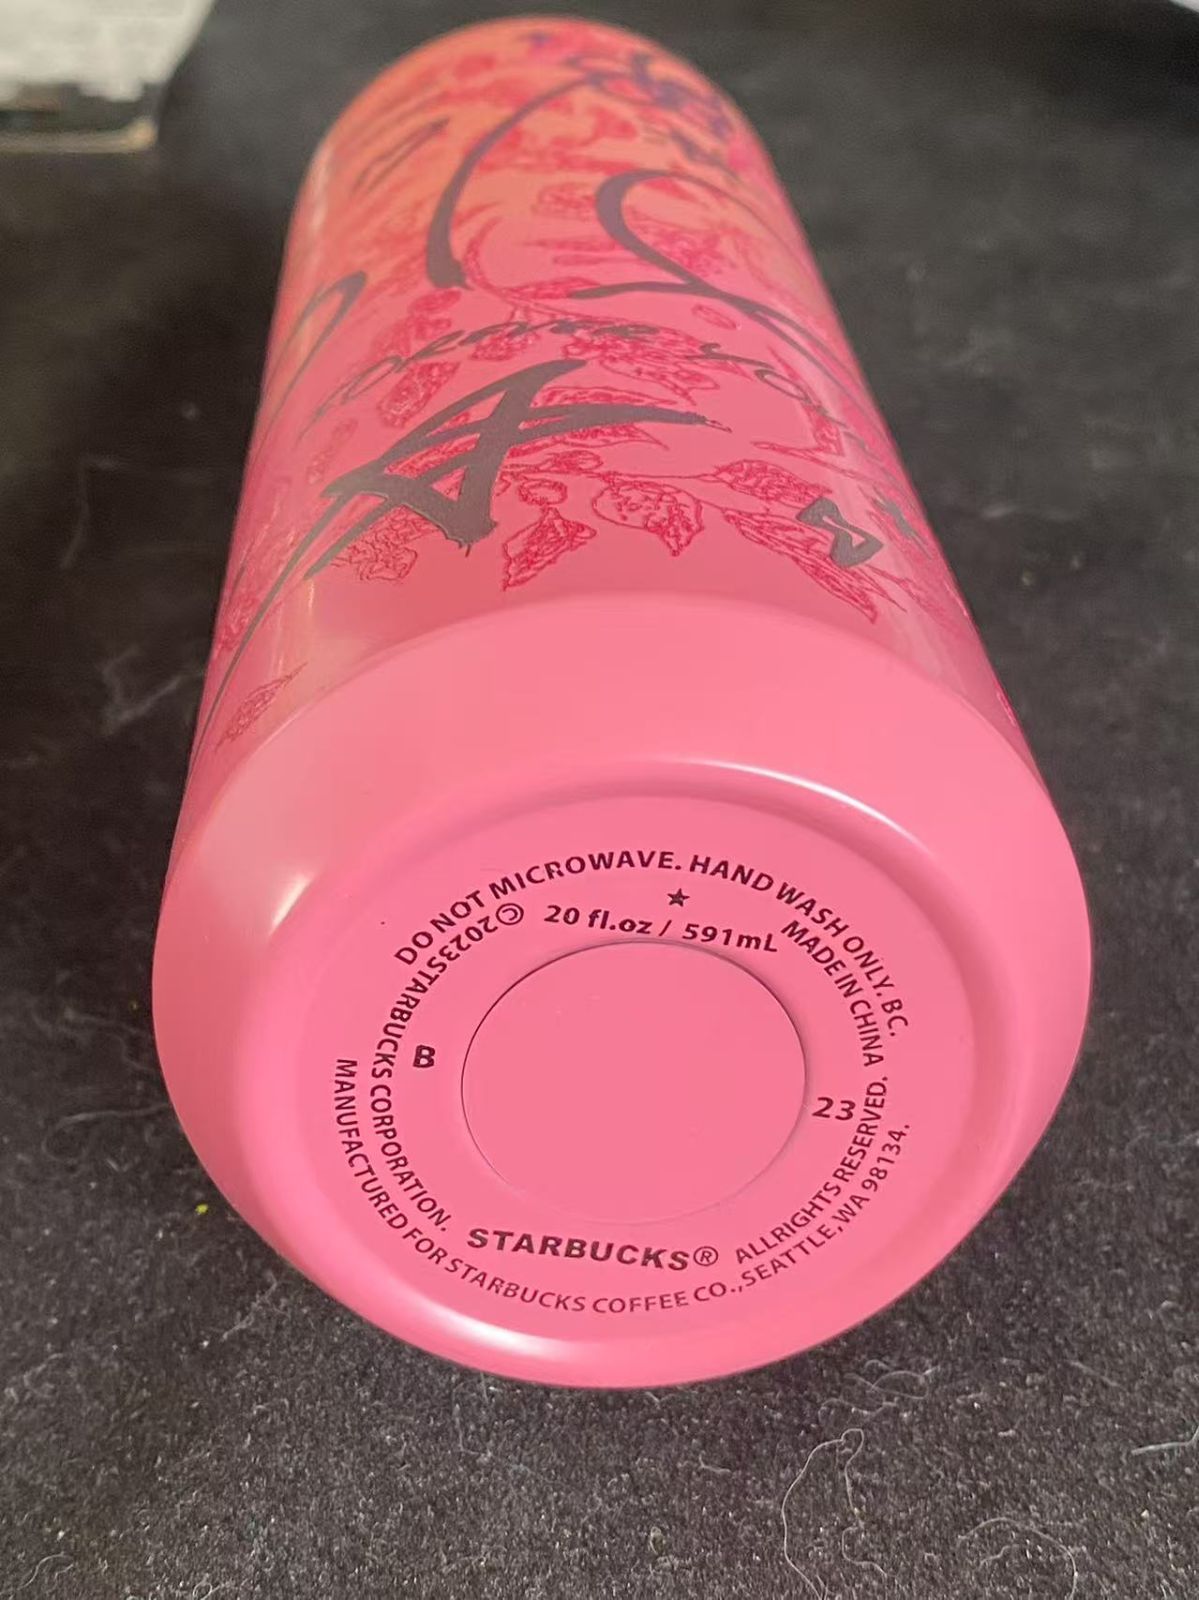 DO NOT MICROWAVE. HAND WASH ONLY. BC.
©2023STARBUCKS CORPORATION.
20 fl.oz / 591mL
MADE IN CHINA
B
23
STARBUCKS®
ALLRIGHTS RESERVED.
MANUFACTURED FOR STARBUCKS COFFEE CO.,SEATTLE,WA 98134.